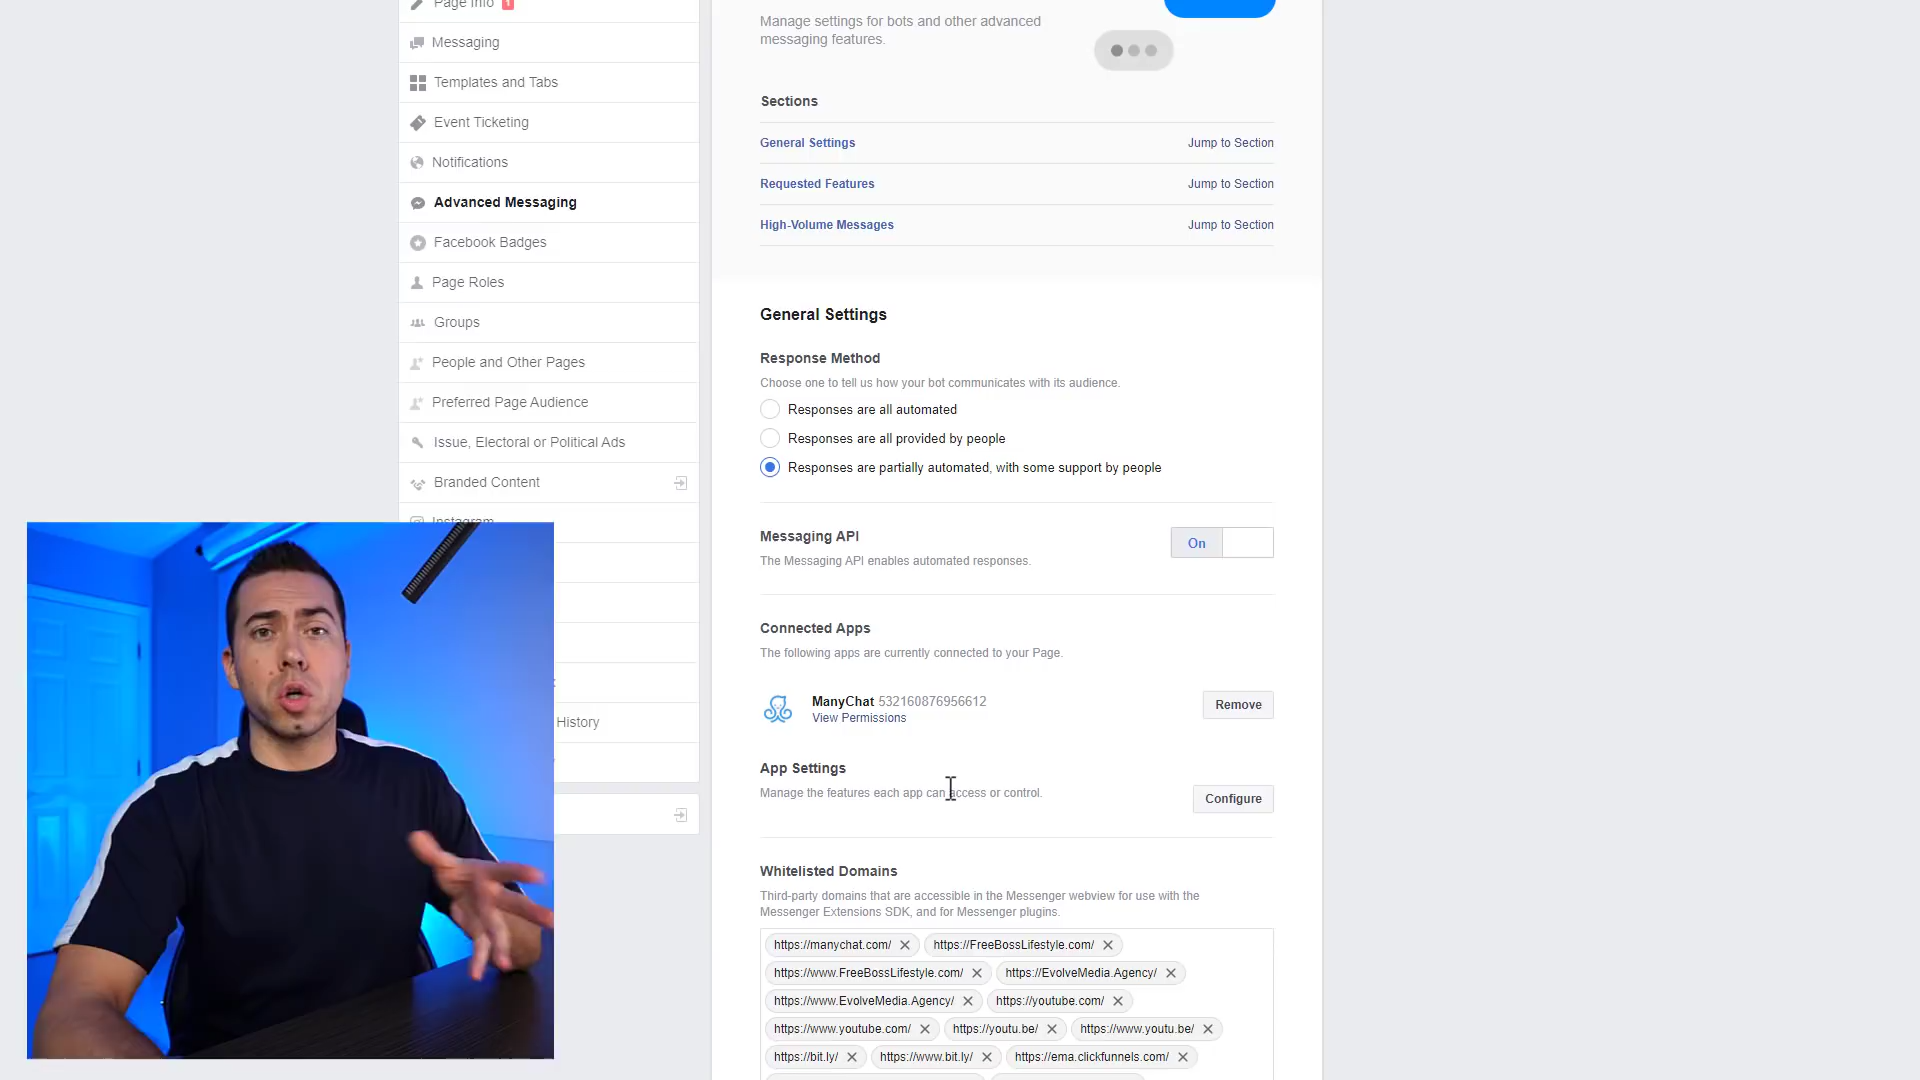 Page Info 1
Messaging
Templates and Tabs
Event Ticketing
Notifications
Advanced Messaging
Facebook Badges
Page Roles
Groups
People and Other Pages
Preferred Page Audience
Issue, Electoral or Political Ads
Branded Content
Instagram
History
Manage settings for bots and other advanced
messaging features.
Sections
General Settings Jump to Section
Requested Features Jump to Section
High-Volume Messages Jump to Section
General Settings
Response Method
Choose one to tell us how your bot communicates with its audience.
Responses are all automated
Responses are all provided by people
Responses are partially automated, with some support by people
Messaging API
On
The Messaging API enables automated responses.
Connected Apps
The following apps are currently connected to your Page.
ManyChat 532160876956612
View Permissions
Remove
App Settings
Manage the features each app can access or control.
Configure
Whitelisted Domains
Third-party domains that are accessible in the Messenger webview for use with the
Messenger Extensions SDK, and for Messenger plugins.
https://manychat.com/ https://FreeBossLifestyle.com/
https://www.FreeBossLifestyle.com/ https://EvolveMedia.Agency/
https://www.EvolveMedia.Agency/ https://youtube.com/
https://www.youtube.com/ https://youtu.be/ https://www.youtu.be/
https://bit.ly/ https://www.bit.ly/ https://ema.clickfunnels.com/